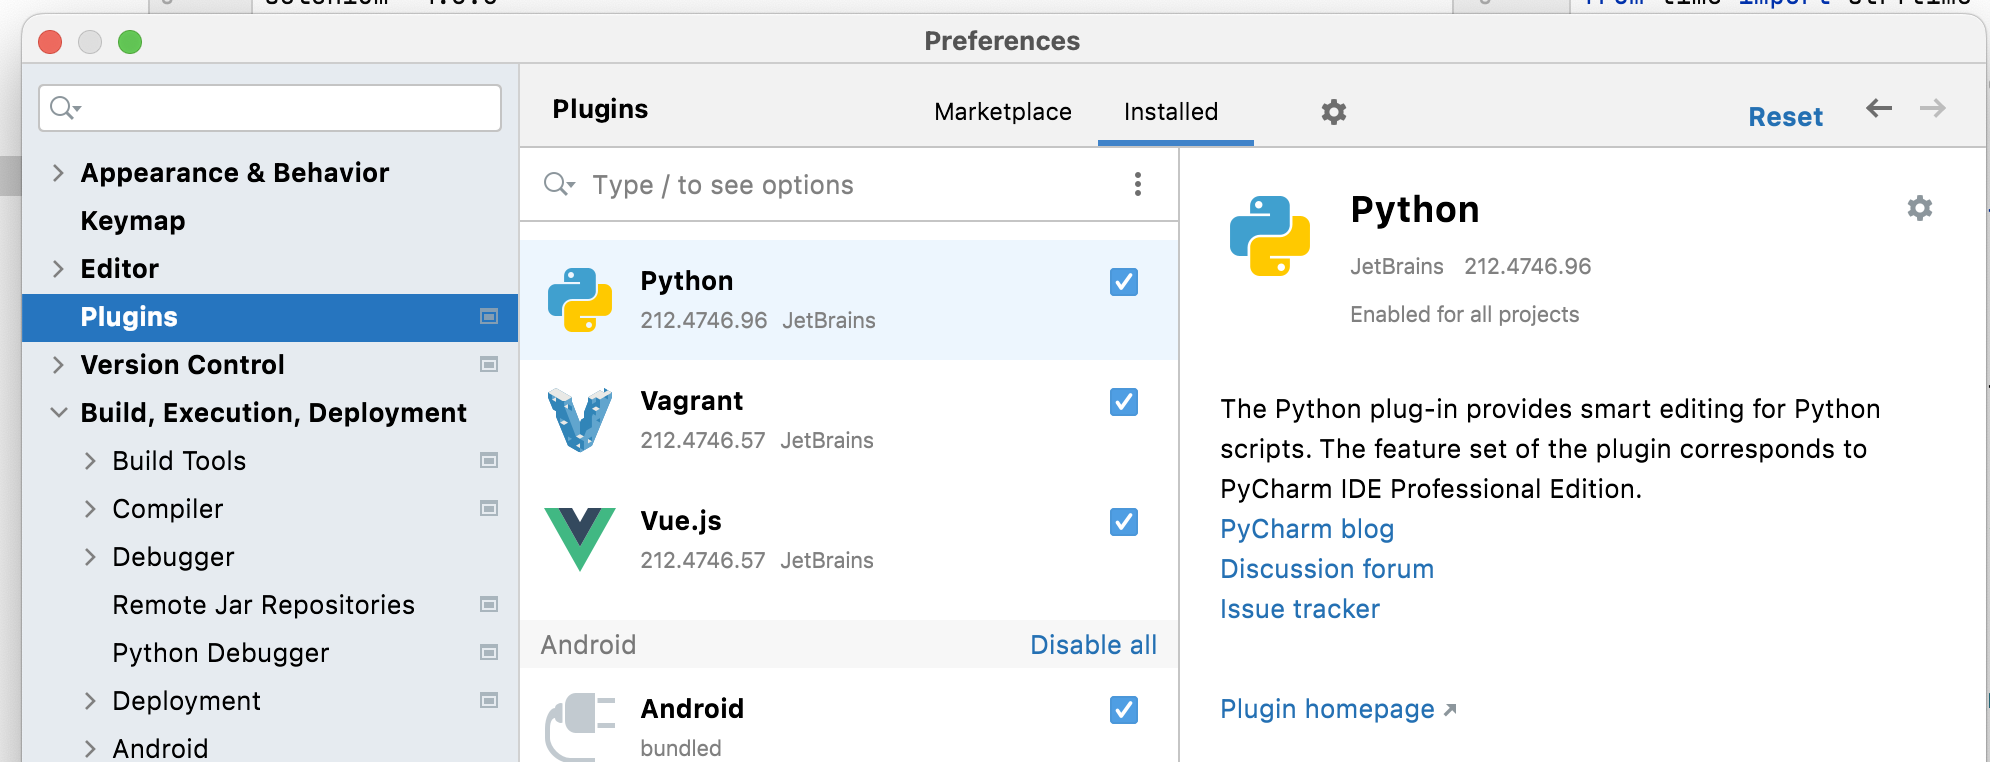 Preferences
Appearance & Behavior
Keymap
Editor
Plugins
Version Control
Build, Execution, Deployment
Build Tools
Compiler
Debugger
Remote Jar Repositories
Python Debugger
Deployment
Android
Plugins
Marketplace
Installed
Reset
Type / to see options
Python
212.4746.96 JetBrains
Vagrant
212.4746.57 JetBrains
Vue.js
212.4746.57 JetBrains
Android
Disable all
Android
bundled
Python
JetBrains 212.4746.96
Enabled for all projects
The Python plug-in provides smart editing for Python
scripts. The feature set of the plugin corresponds to
PyCharm IDE Professional Edition.
PyCharm blog
Discussion forum
Issue tracker
Plugin homepage